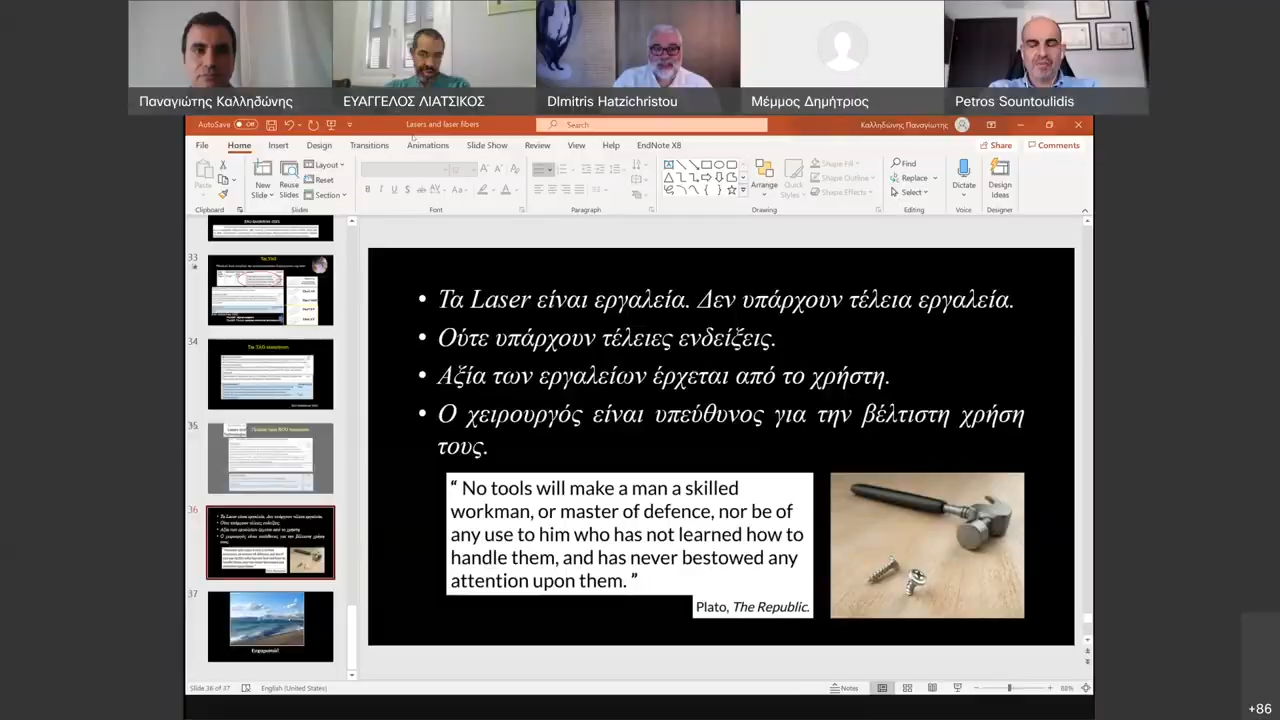 Παναγιώτης Καλληδώνης
ΕΥΑΓΓΕΛΟΣ ΛΙΑΤΣΙΚΟΣ
DImitris Hatzichristou
Μέμμος Δημήτριος
Petros Sountoulidis
AutoSave Off
Lasers and laser fibers
Search
Καλληδώνης Παναγίωτης
File Home Insert Design Transitions Animations Slide Show Review View Help EndNote X8
Share Comments
Paste
New Slide
Reuse Slides
Layout
Reset
Section
Arrange
Quick Styles
Shape Fill
Shape Outline
Shape Effects
Find
Replace
Select
Dictate
Design Ideas
Clipboard Slides Font Paragraph Drawing Editing Voice Designer
33
34
35
36
37
Ευχαριστώ!
• Τα Laser είναι εργαλεία. Δεν υπάρχουν τέλεια εργαλεία.
• Ούτε υπάρχουν τέλειες ενδείξεις.
• Αξία των εργαλείων έρχεται από το χρήστη.
• Ο χειρουργός είναι υπεύθυνος για την βέλτιστη χρήση
τους.
“ No tools will make a man a skilled
workman, or master of defense, nor be of
any use to him who has not learned how to
handle them, and has never bestowed any
attention upon them. ”
Plato, The Republic.
Slide 36 of 47
English (United States)
Notes
88%
+86